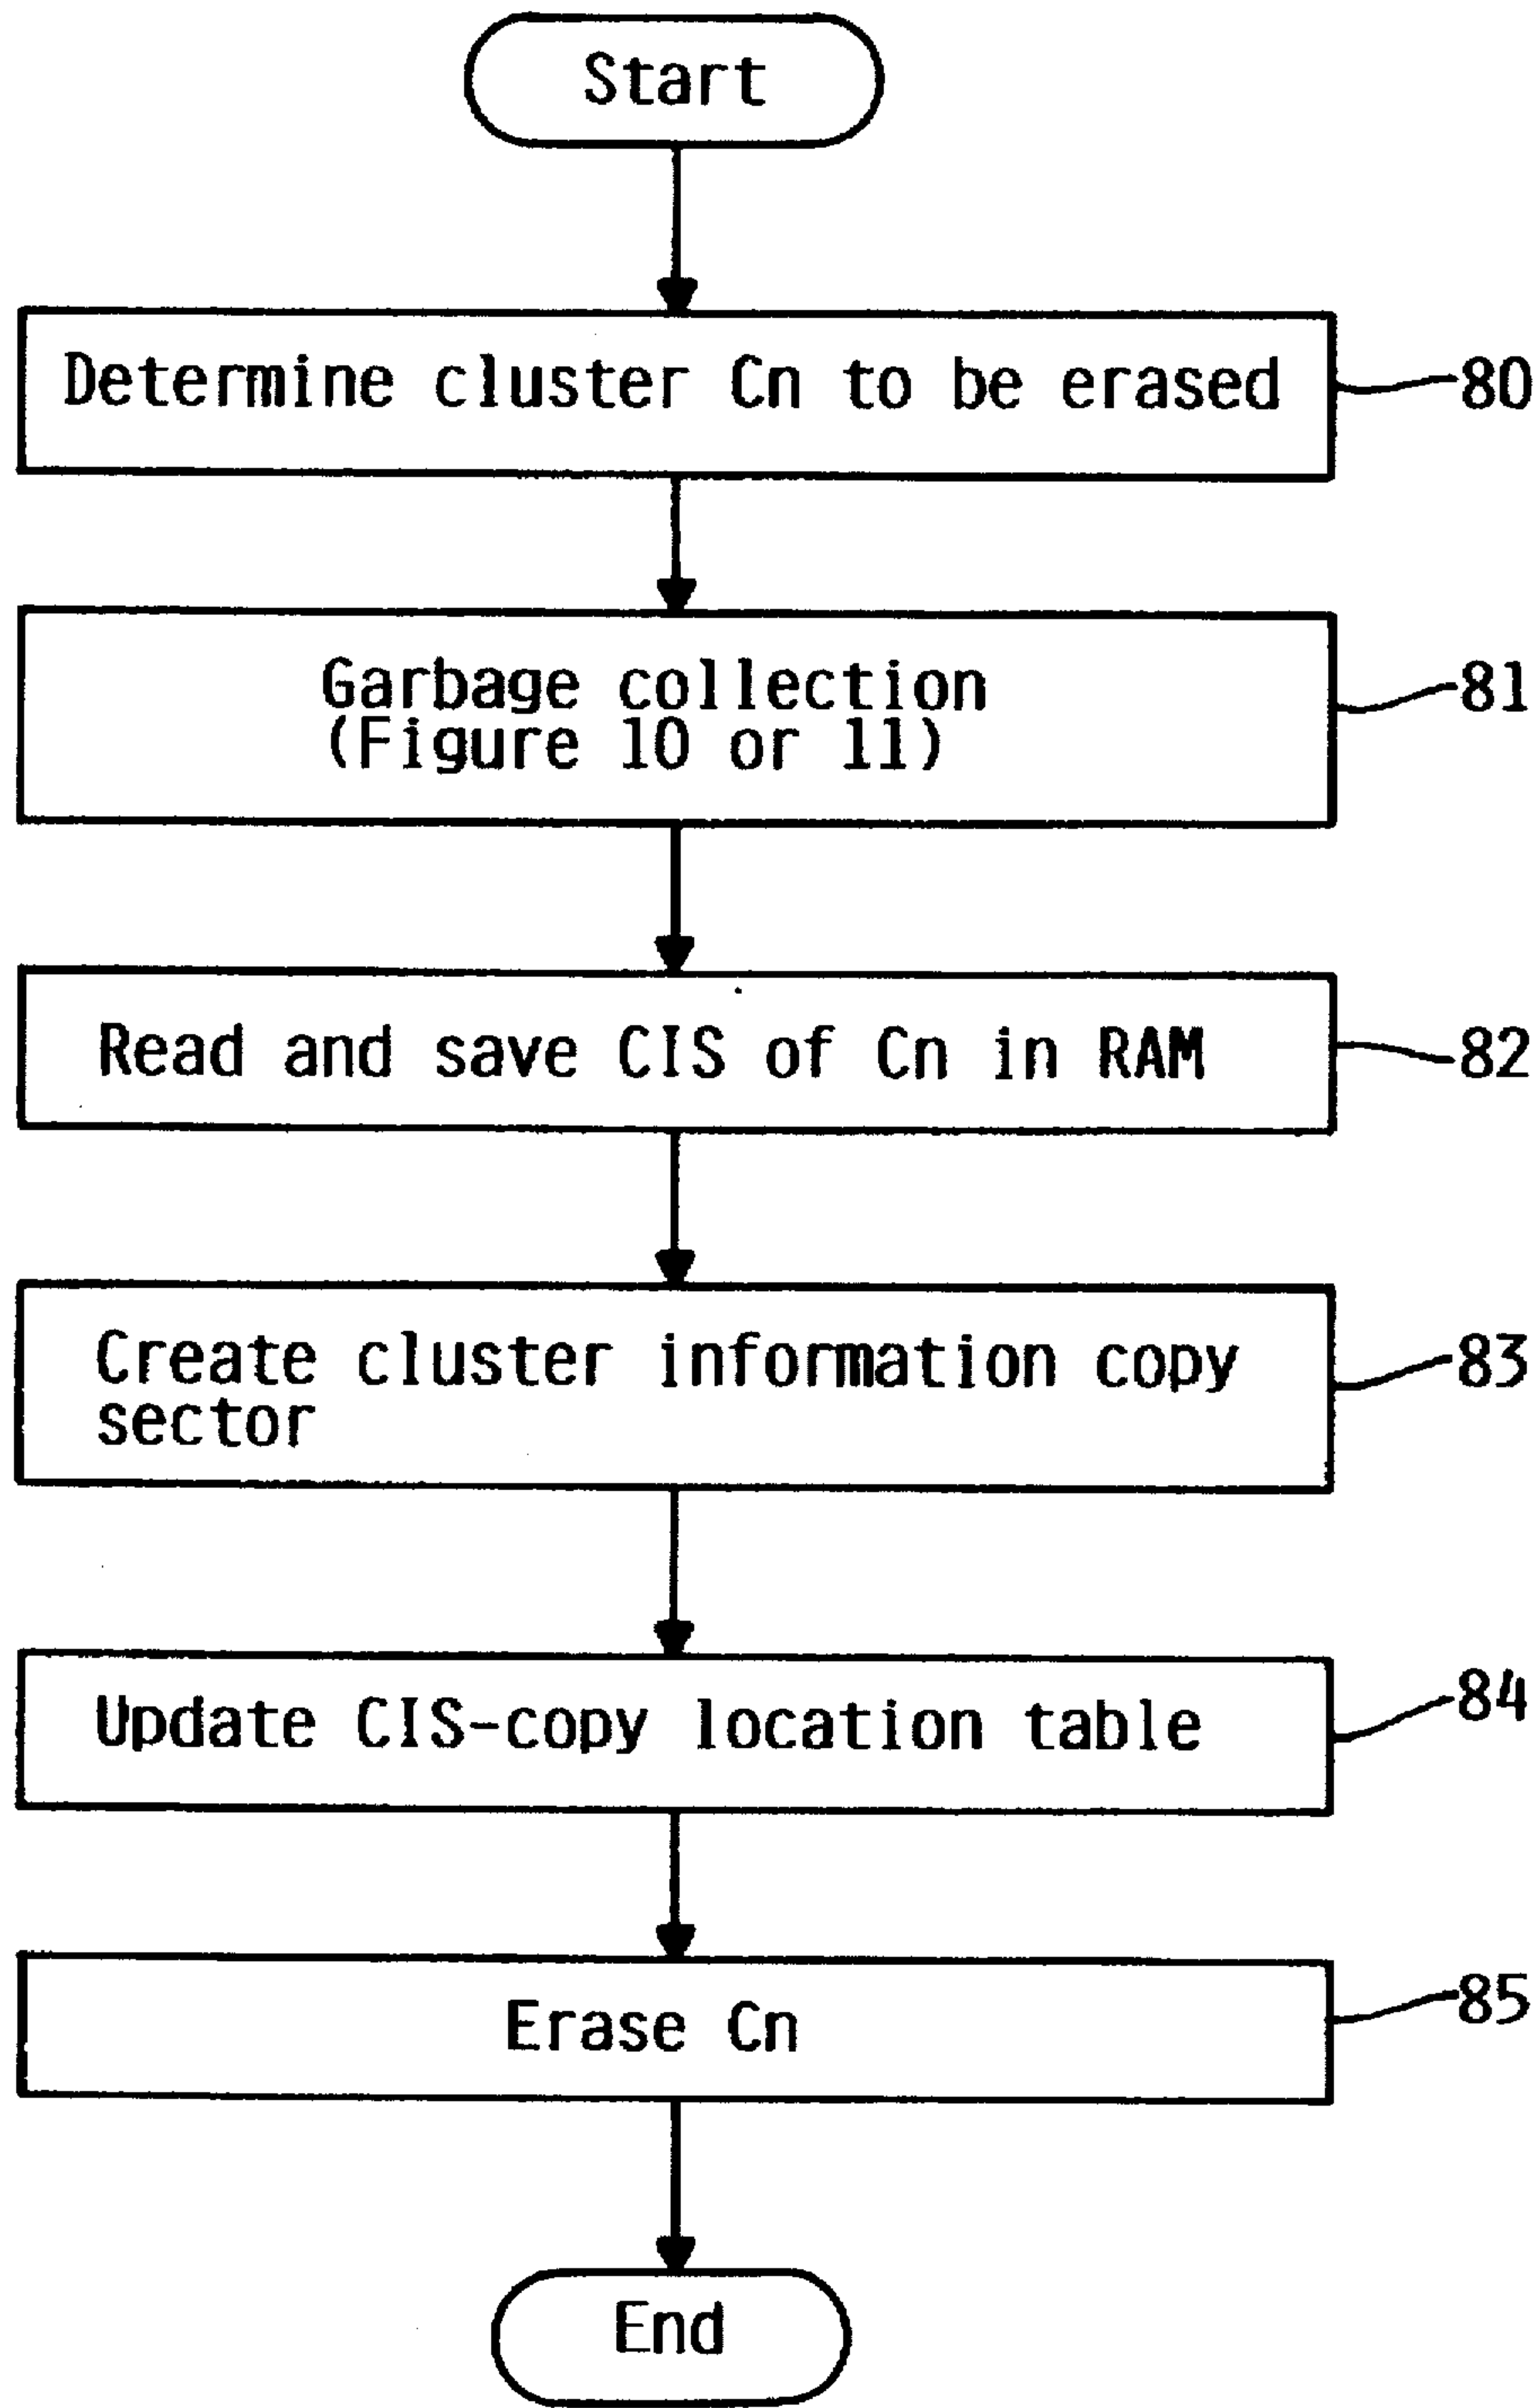 Start
Determine cluster Cn to be erased
80
Garbage collection
(Figure 10 or 11)
81
Read and save CIS of Cn in RAM
82
Create cluster information copy
sector
83
Update CIS-copy location table
84
Erase Cn
85
End